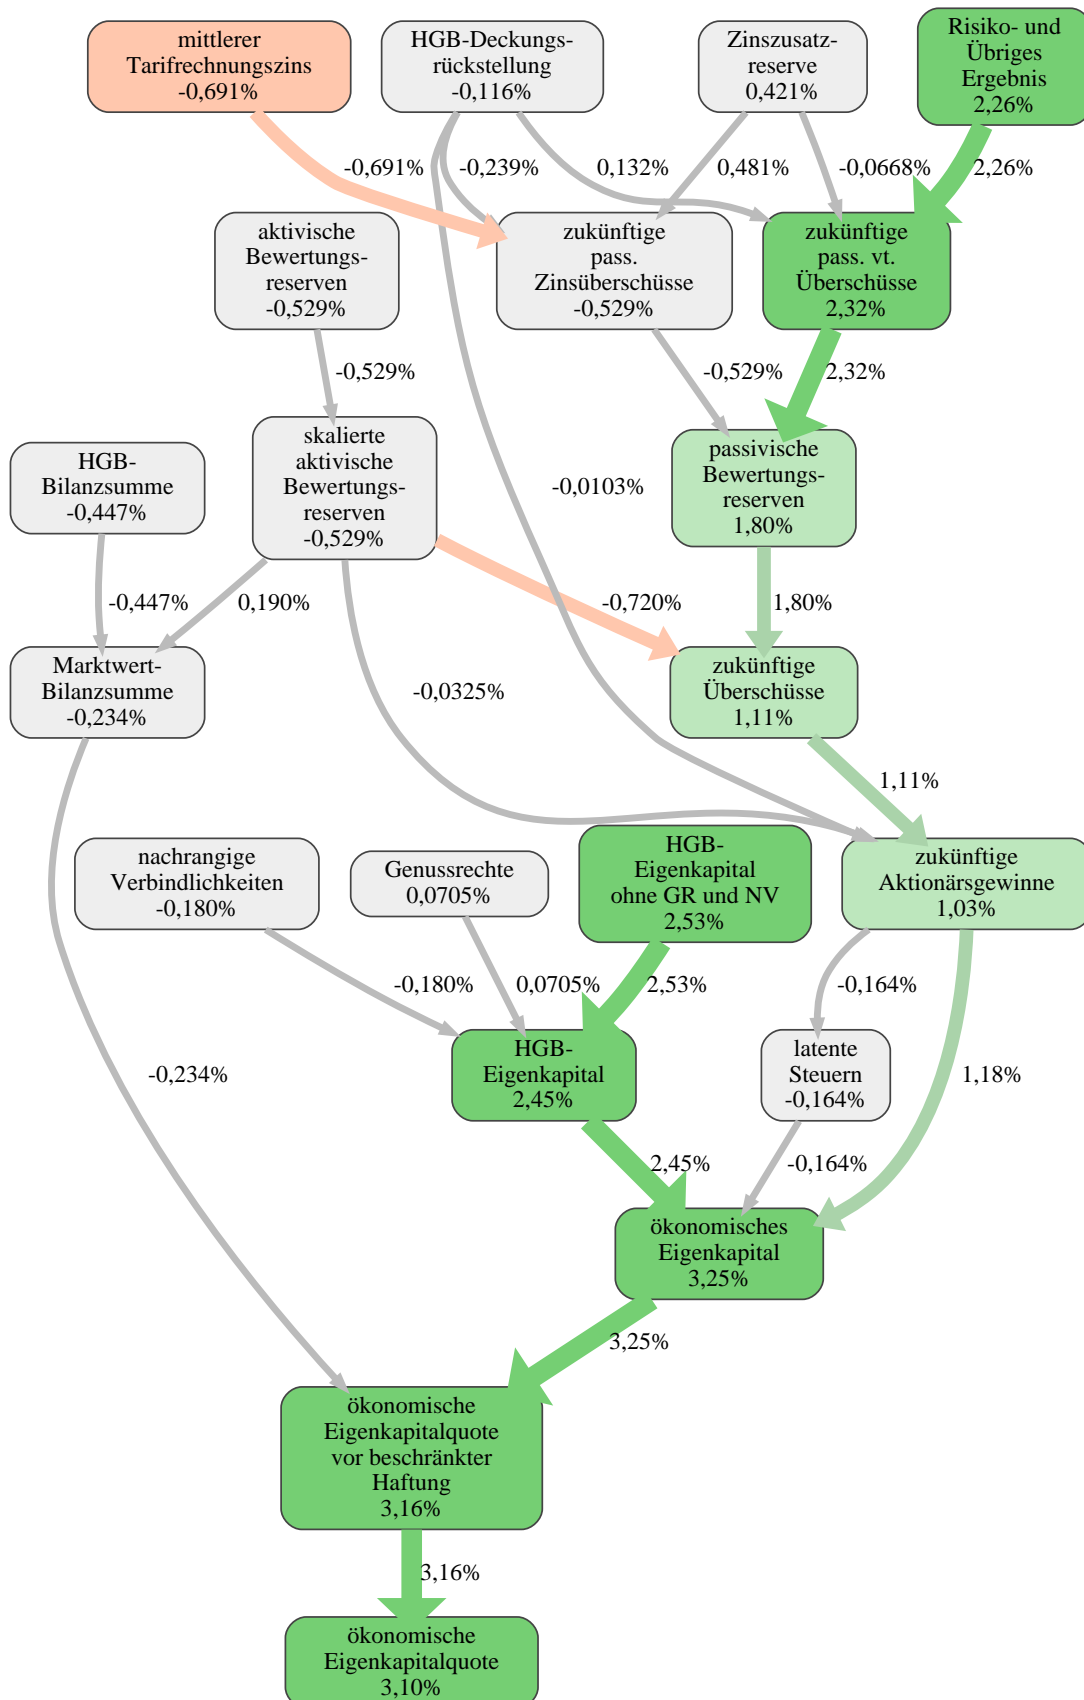 mittlerer
Tarifrechnungszins
-0,691%
HGB-Deckungs-
rückstellung
-0,116%
Zinszusatz-
reserve
0,421%
Risiko- und
Übriges
Ergebnis
2,26%
-0,691%
-0,239%
0,132%
0,481%
-0,0668%
2,26%
aktivische
Bewertungs-
reserven
-0,529%
zukünftige
pass.
Zinsüberschüsse
-0,529%
zukünftige
pass. vt.
Überschüsse
2,32%
-0,529%
-0,529%
2,32%
HGB-
Bilanzsumme
-0,447%
skalierte
aktivische
Bewertungs-
reserven
-0,529%
-0,0103%
passivische
Bewertungs-
reserven
1,80%
-0,447%
0,190%
-0,720%
1,80%
Marktwert-
Bilanzsumme
-0,234%
-0,0325%
zukünftige
Überschüsse
1,11%
1,11%
nachrangige
Verbindlichkeiten
-0,180%
Genussrechte
0,0705%
HGB-
Eigenkapital
ohne GR und NV
2,53%
zukünftige
Aktionärsgewinne
1,03%
-0,180%
0,0705%
2,53%
-0,164%
-0,234%
HGB-
Eigenkapital
2,45%
latente
Steuern
-0,164%
1,18%
2,45%
-0,164%
ökonomisches
Eigenkapital
3,25%
3,25%
ökonomische
Eigenkapitalquote
vor beschränkter
Haftung
3,16%
3,16%
ökonomische
Eigenkapitalquote
3,10%